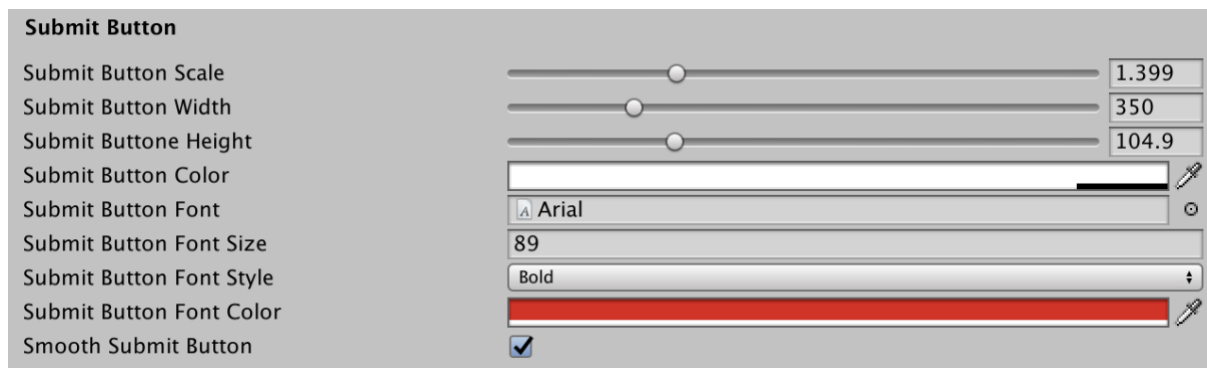 Submit Button
Submit Button Scale 1.399
Submit Button Width 350
Submit Buttone Height 104.9
Submit Button Color
Submit Button Font Arial
Submit Button Font Size 89
Submit Button Font Style Bold
Submit Button Font Color
Smooth Submit Button